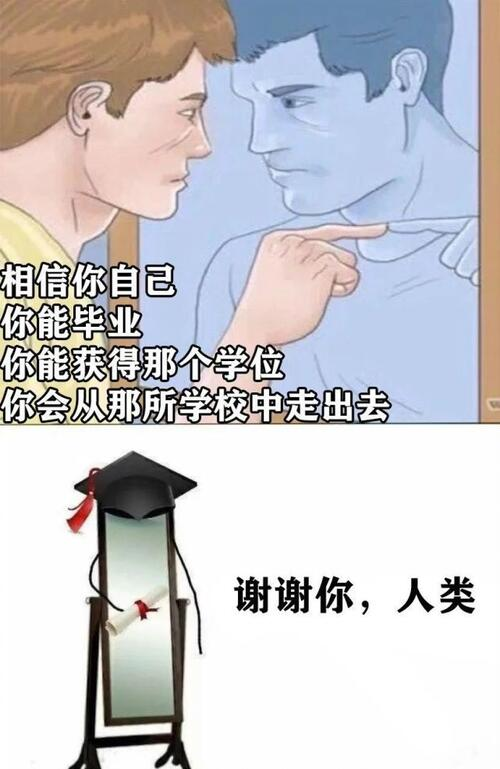 相信你自己
你能毕业
你能获得那个学位
你会从那所学校中走出去
谢谢你，人类